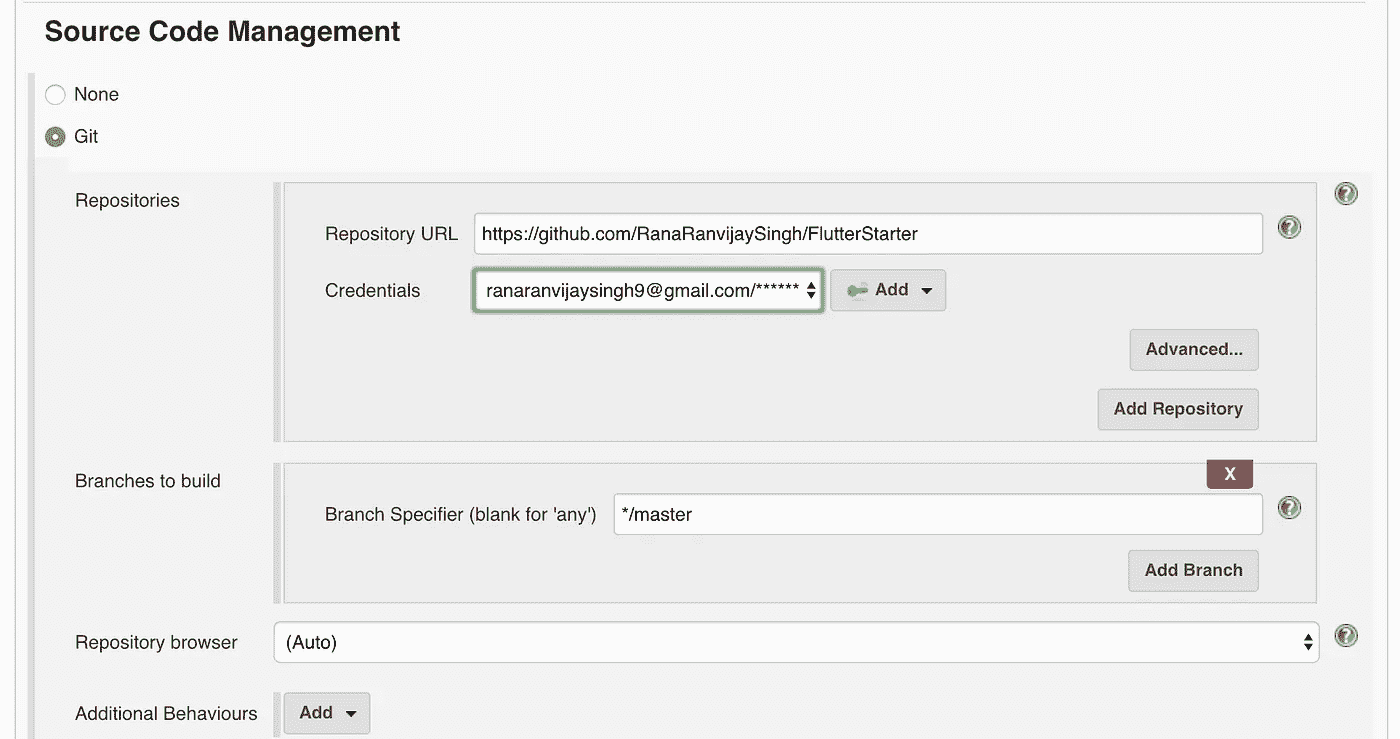 Source Code Management
None
Git
Repositories
Repository URL https://github.com/RanaRanvijaySingh/FlutterStarter
Credentials ranaranvijaysingh9@gmail.com/****** Add
Advanced...
Add Repository
Branches to build
X
Branch Specifier (blank for 'any') */master
Add Branch
Repository browser (Auto)
Additional Behaviours Add